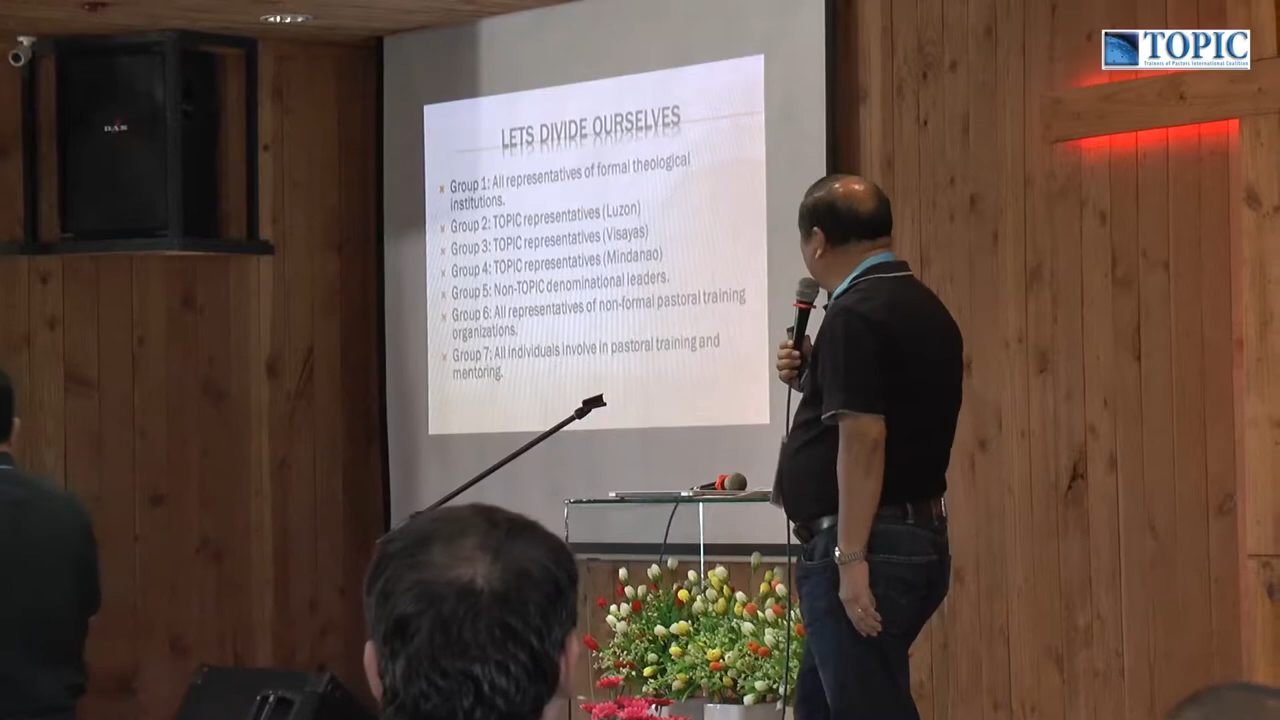 TOPIC
Trainers of Pastors International Coalition
LETS DIVIDE OURSELVES
Group 1: All representatives of formal theological
institutions.
Group 2: TOPIC representatives (Luzon)
Group 3: TOPIC representatives (Visayas)
Group 4: TOPIC representatives (Mindanao)
Group 5: Non-TOPIC denominational leaders.
Group 6: All representatives of non-formal pastoral training
organizations.
Group 7: All Individuals involve in pastoral training and
mentoring.